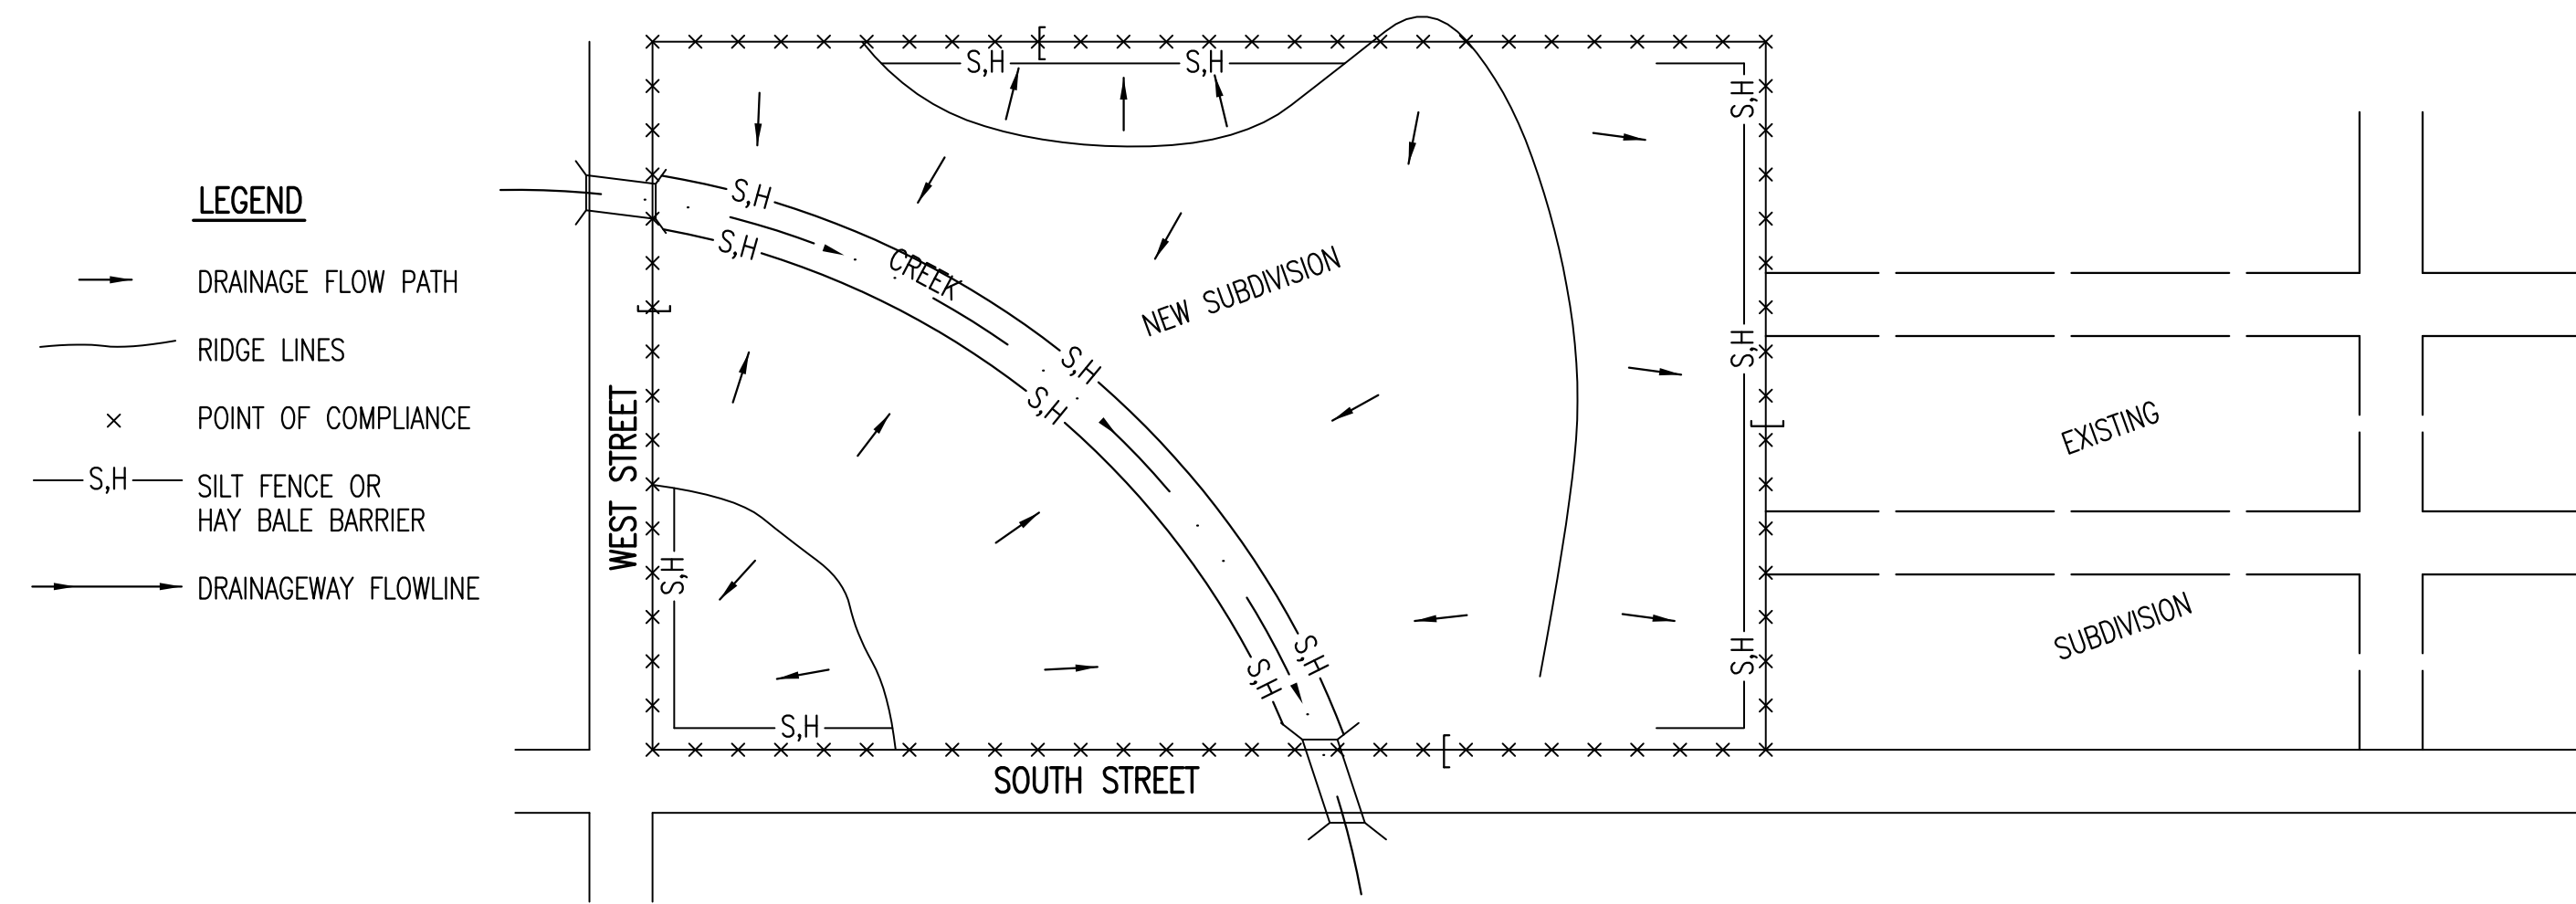 LEGEND
DRAINAGE FLOW PATH
RIDGE LINES
POINT OF COMPLIANCE
S,H
SILT FENCE OR
HAY BALE BARRIER
DRAINAGEWAY FLOWLINE
S,H
S,H
S,H
S,H
S,H
CREEK
NEW SUBDIVISION
S,H
S,H
S,H
WEST STREET
EXISTING
S,H
S,H
S,H
S,H
SUBDIVISION
S,H
SOUTH STREET